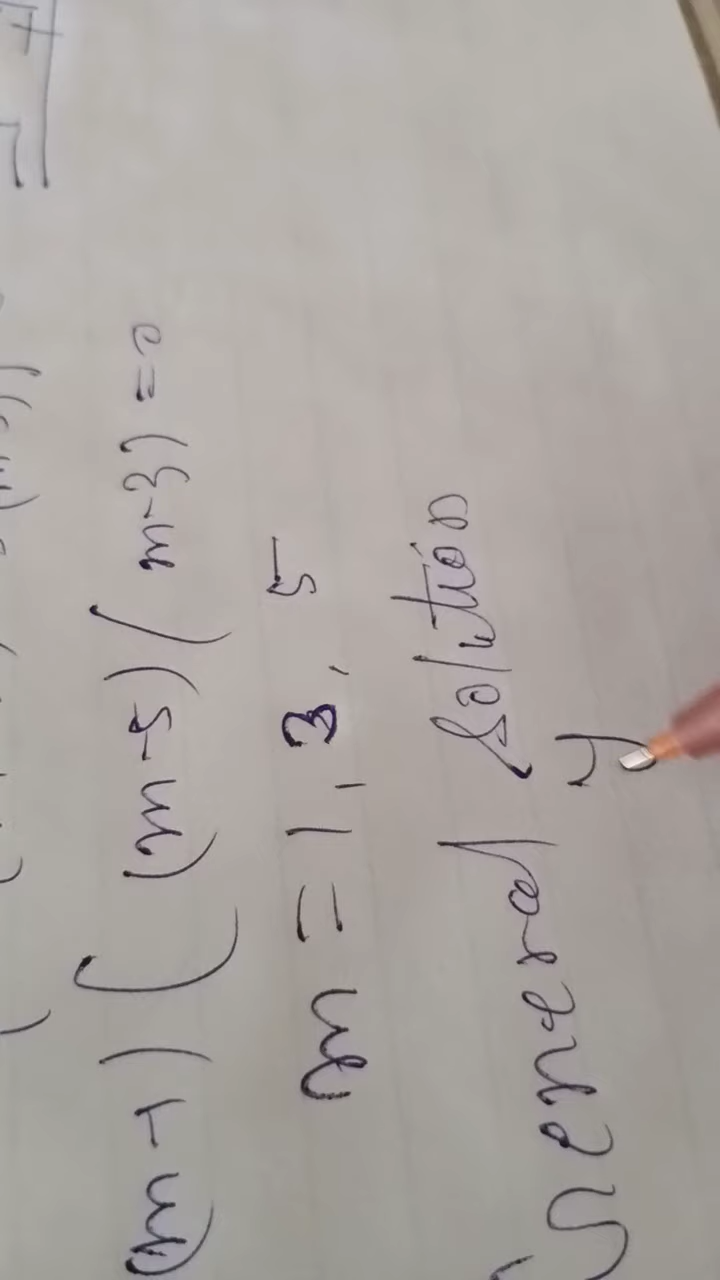 (m-1) ( (m-5) ( m-3) = 0
m = 1, 3, 5
General solution
y